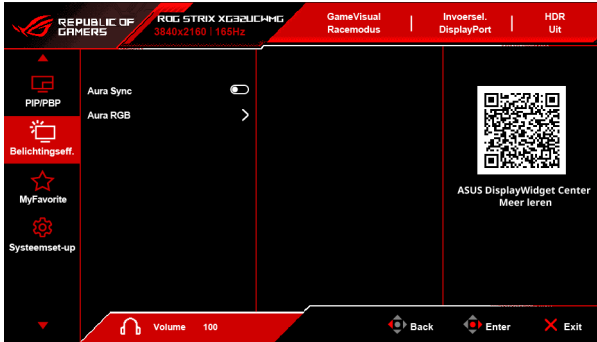 REPUBLIC OF
GAMERS
ROG STRIX XG32UCWMG
3840x2160 | 165Hz
GameVisual
Racemodus
Invoersel.
DisplayPort
HDR
Uit
PIP/PBP
Belichtingseff.
MyFavorite
Systeemset-up
Aura Sync
Aura RGB
ASUS DisplayWidget Center
Meer leren
Volume 100
Back
Enter
Exit